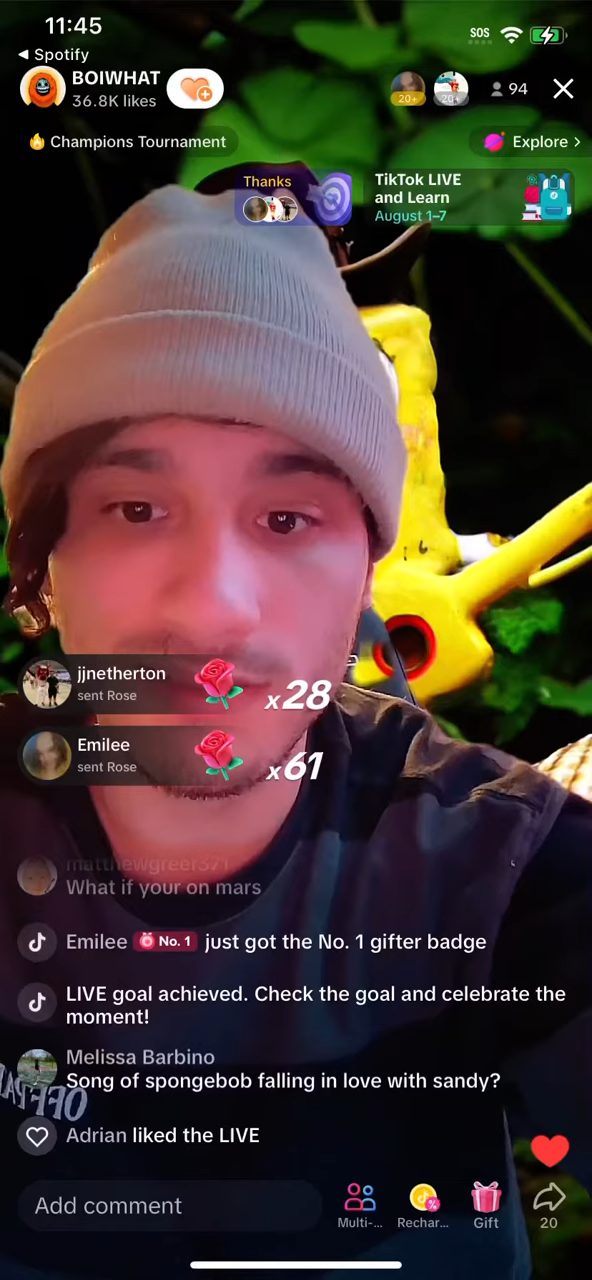 11:45
SOS
Spotify
BOIWHAT
36.8K likes
20+
20+
94
Champions Tournament
Explore >
Thanks
TikTok LIVE
and Learn
August 1–7
jjnetherton
sent Rose
x28
Emilee
sent Rose
x61
matthewgreer371
What if your on mars
Emilee No. 1 just got the No. 1 gifter badge
LIVE goal achieved. Check the goal and celebrate the
moment!
Melissa Barbino
Song of spongebob falling in love with sandy?
Adrian liked the LIVE
Add comment
Multi-...
Rechar...
Gift
20